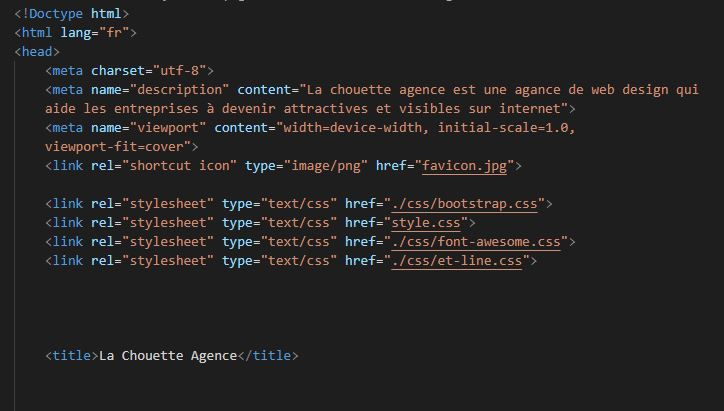 <!Doctype html>
<html lang="fr">
<head>
<meta charset="utf-8">
<meta name="description" content="La chouette agence est une agance de web design qui
aide les entreprises à devenir attractives et visibles sur internet">
<meta name="viewport" content="width=device-width, initial-scale=1.0,
viewport-fit=cover">
<link rel="shortcut icon" type="image/png" href="favicon.jpg">
<link rel="stylesheet" type="text/css" href="./css/bootstrap.css">
<link rel="stylesheet" type="text/css" href="style.css">
<link rel="stylesheet" type="text/css" href="./css/font-awesome.css">
<link rel="stylesheet" type="text/css" href="./css/et-line.css">
<title>La Chouette Agence</title>